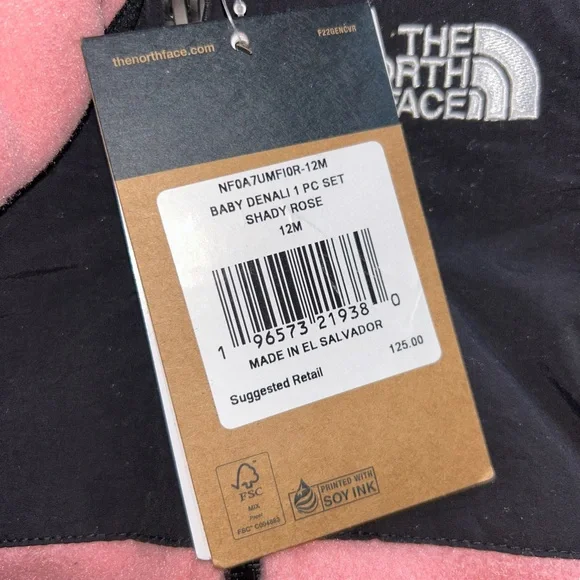 thenorthface.com
F22GENCVR
THE
NORTH
FACE
NF0A7UMFI0R-12M
BABY DENALI 1 PC SET
SHADY ROSE
12M
1 96573 21938 0
MADE IN EL SALVADOR
Suggested Retail 125.00
FSC
MIX
Paper
PRINTED WITH
SOY INK